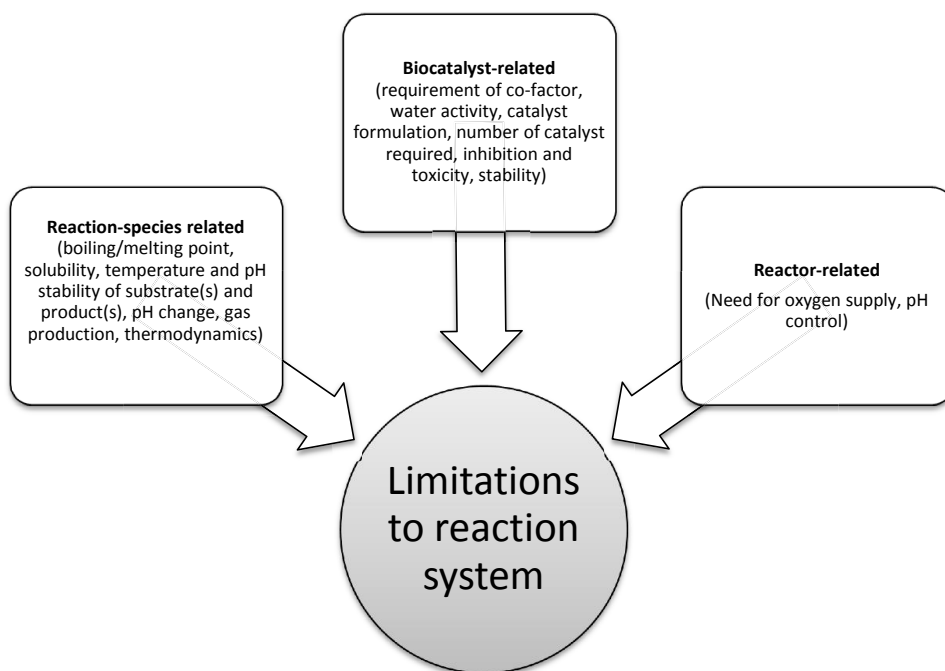 Biocatalyst-related
(requirement of co-factor,
water activity, catalyst
formulation, number of catalyst
required, inhibition and
toxicity, stability)
Reaction-species related
(boiling/melting point,
solubility, temperature and pH
stability of substrate(s) and
product(s), pH change, gas
production, thermodynamics)
Reactor-related
(Need for oxygen supply, pH
control)
Limitations
to reaction
system